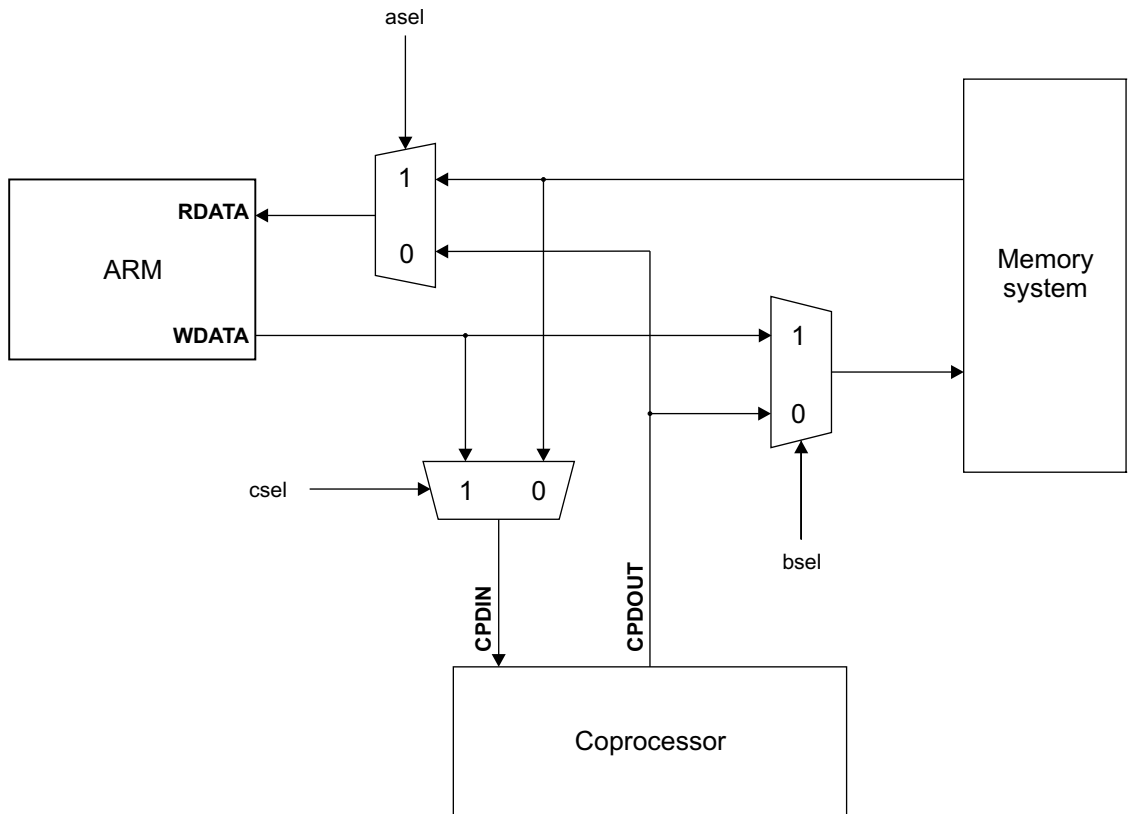 asel
1
0
RDATA
ARM
WDATA
Memory
system
1
0
csel
1 0
bsel
CPDIN
CPDOUT
Coprocessor